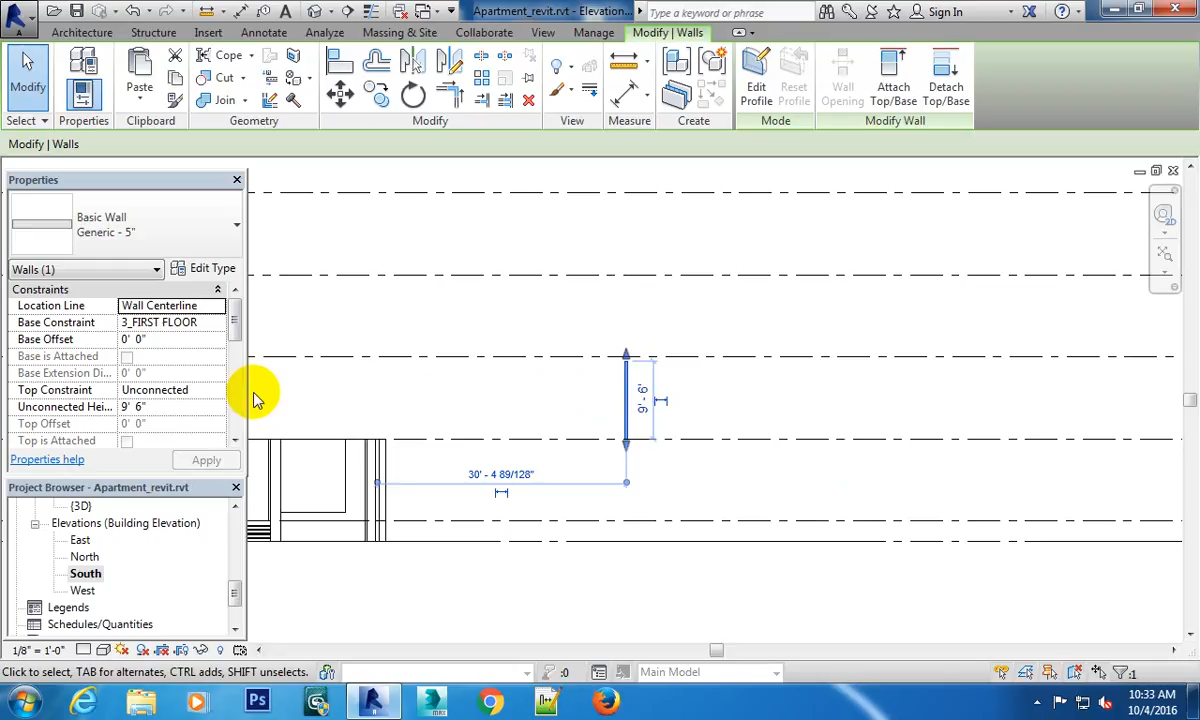 Apartment_revit.rvt - Elevation...
Type a keyword or phrase
Sign In
Architecture
Structure
Insert
Annotate
Analyze
Massing & Site
Collaborate
View
Manage
Modify | Walls
Modify
Paste
Cope
Cut
Join
Edit
Profile
Reset
Profile
Wall
Opening
Attach
Top/Base
Detach
Top/Base
Select
Properties
Clipboard
Geometry
Modify
View
Measure
Create
Mode
Modify Wall
Modify | Walls
Properties
Basic Wall
Generic - 5"
Walls (1)
Edit Type
Constraints
Location Line
Wall Centerline
Base Constraint
3_FIRST FLOOR
Base Offset
0' 0"
Base is Attached
Base Extension Di...
0' 0"
Top Constraint
Unconnected
Unconnected Hei...
9' 6"
Top Offset
0' 0"
Top is Attached
Properties help
Apply
Project Browser - Apartment_revit.rvt
{3D}
Elevations (Building Elevation)
East
North
South
West
Legends
Schedules/Quantities
9' - 6"
30' - 4 89/128"
1/8" = 1'-0"
Click to select, TAB for alternates, CTRL adds, SHIFT unselects.
:0
Main Model
:1
2D
Ps
MAX
10:33 AM
10/4/2016